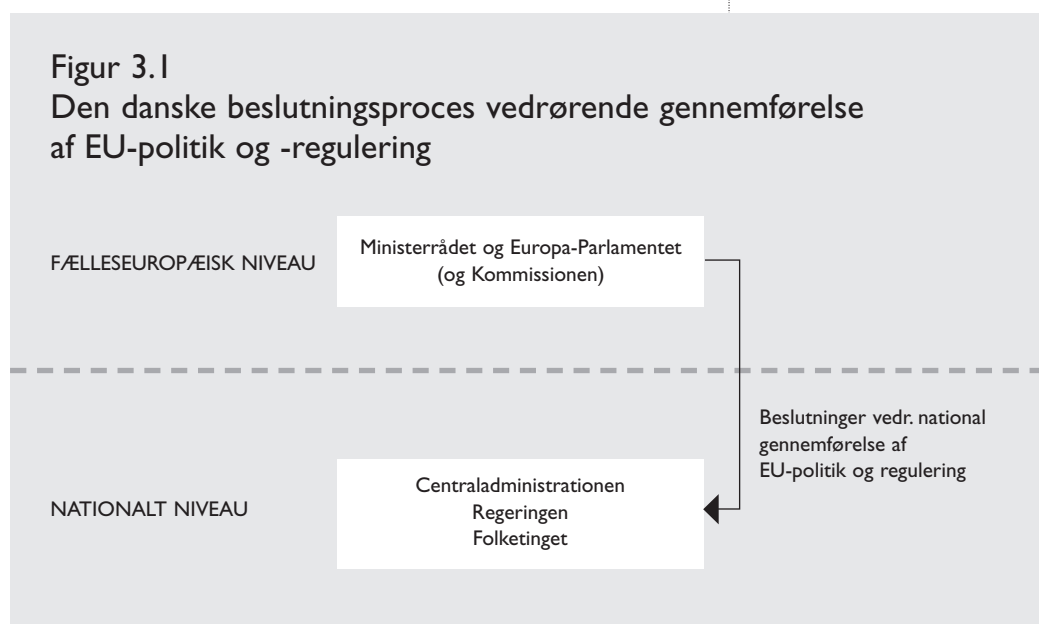 Figur 3.1
Den danske beslutningsproces vedrørende gennemførelse
af EU-politik og -regulering
FÆLLESEUROPÆISK NIVEAU
Ministerrådet og Europa-Parlamentet
(og Kommissionen)
Beslutninger vedr. national
gennemførelse af
EU-politik og regulering
NATIONALT NIVEAU
Centraladministrationen
Regeringen
Folketinget